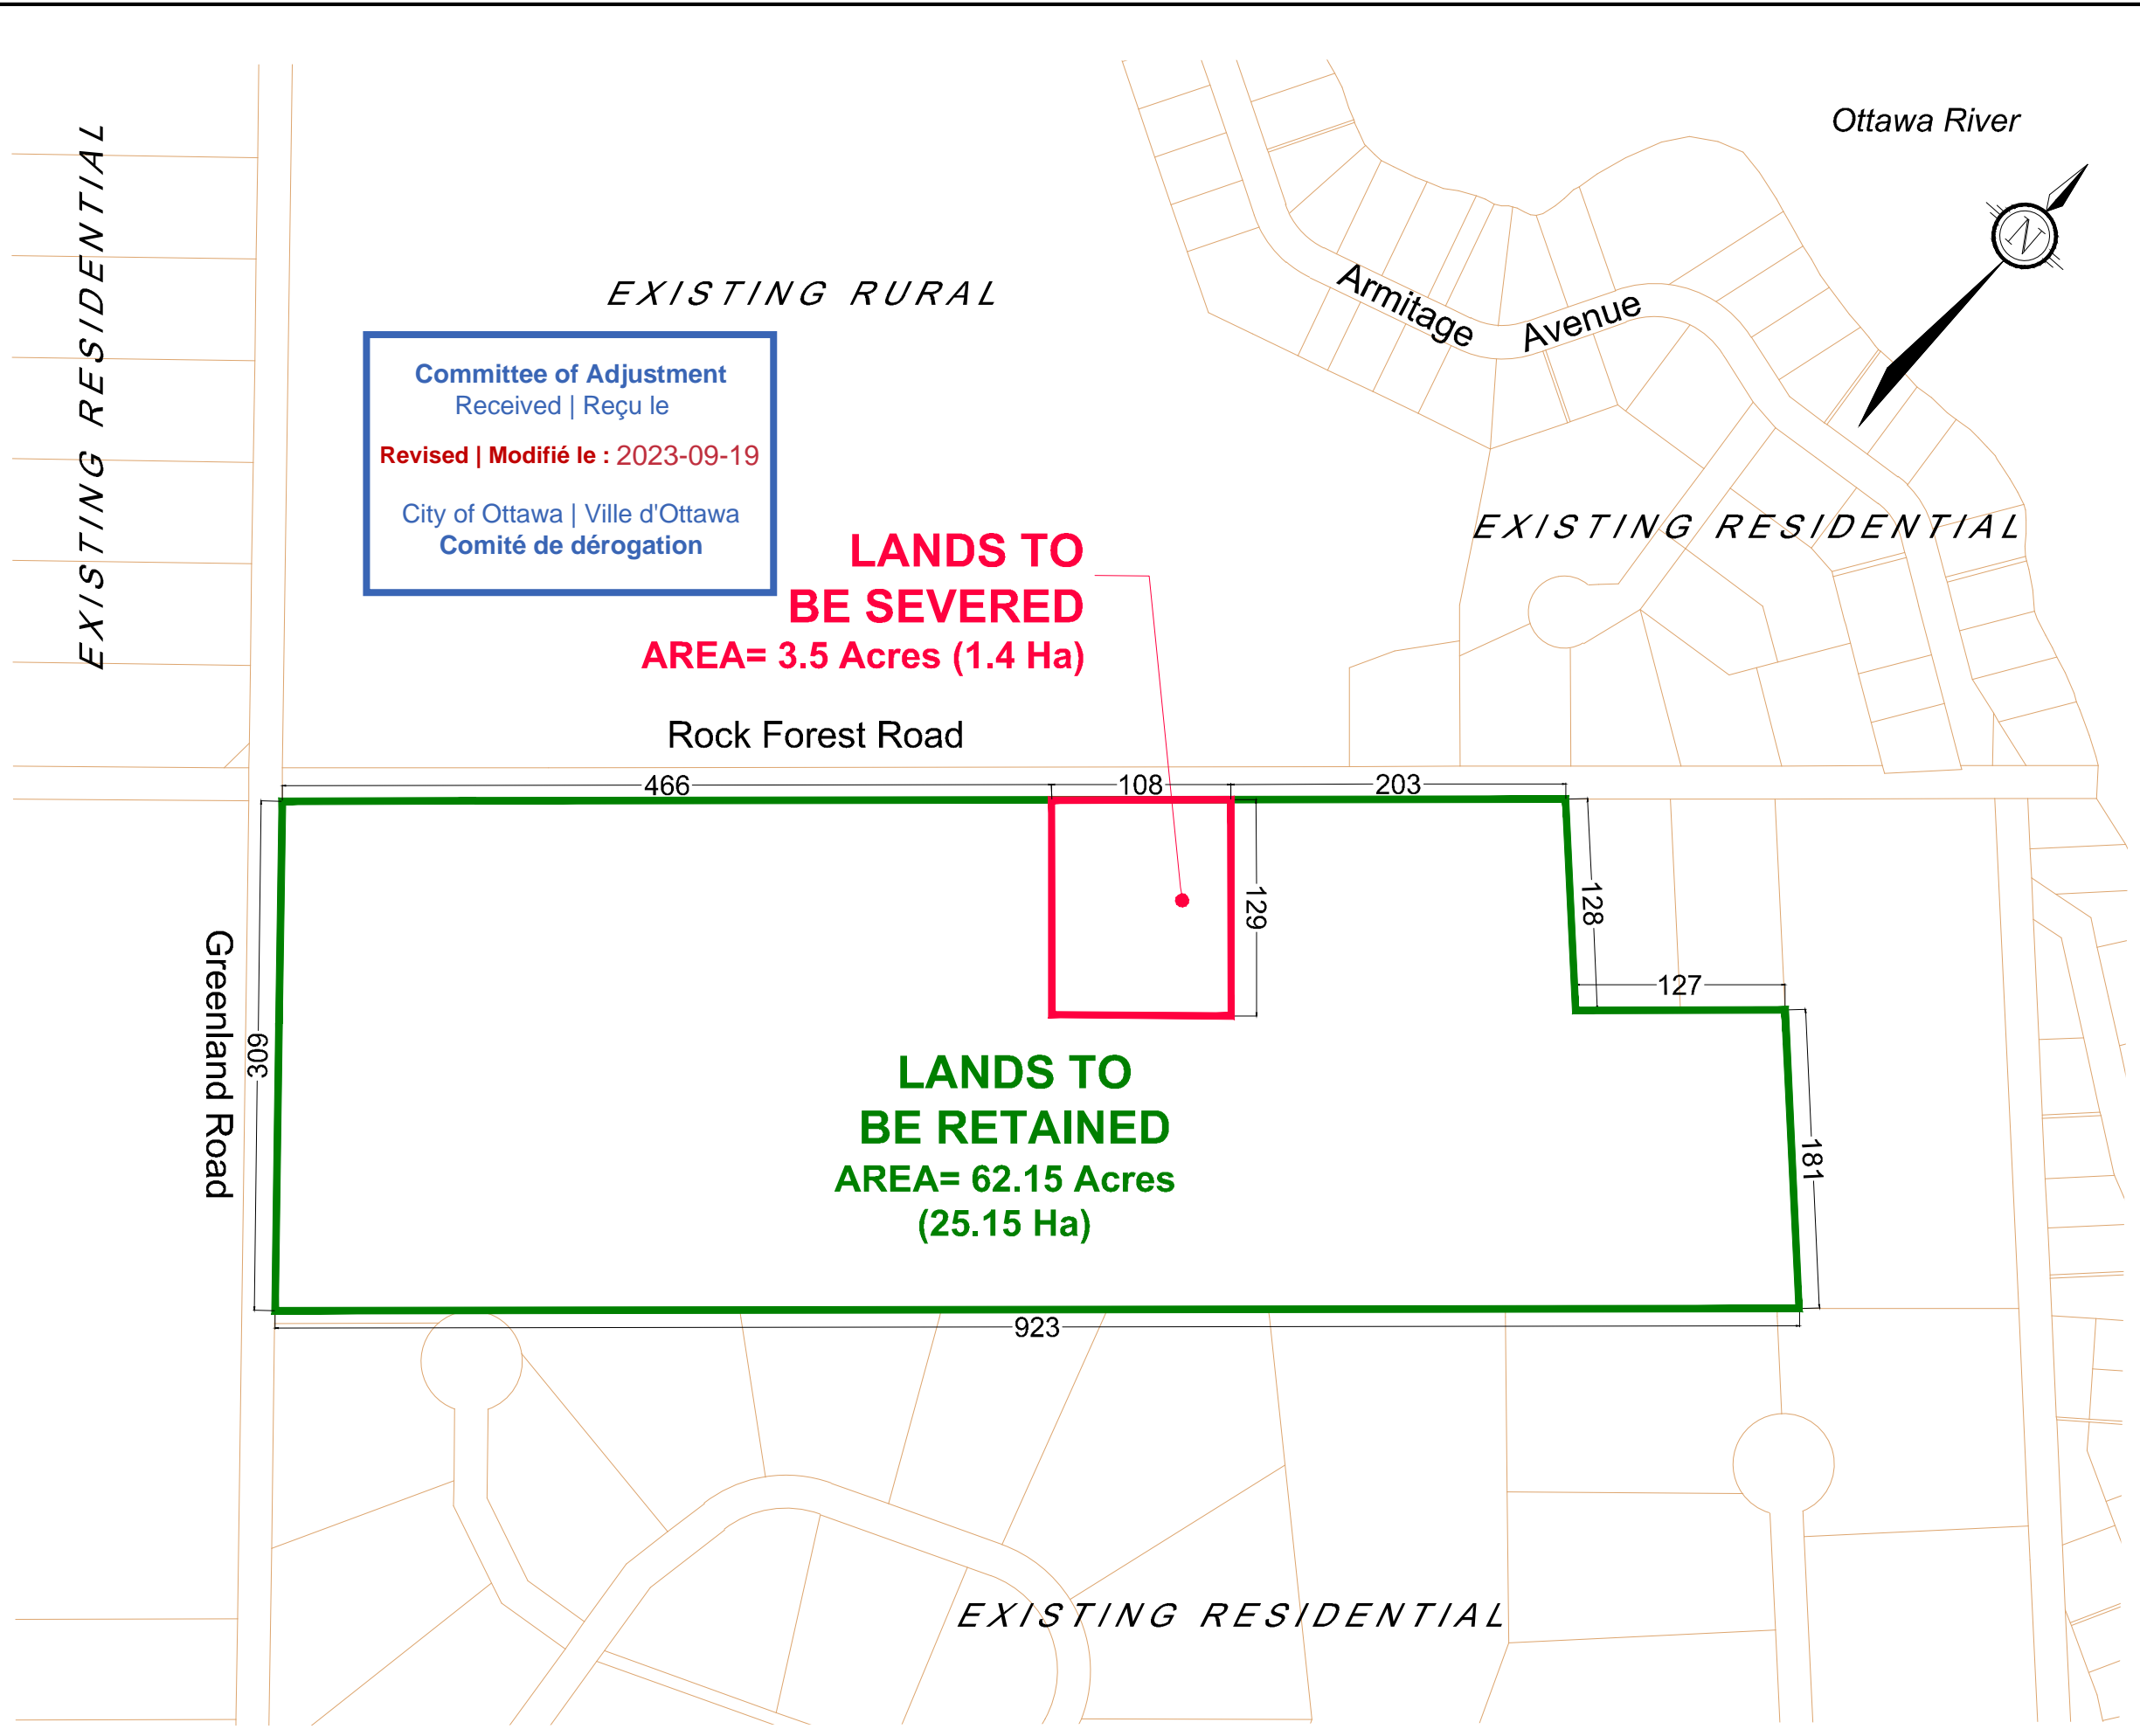 Ottawa River
EXISTING RESIDENTIAL
EXISTING RURAL
Armitage Avenue
N
Committee of Adjustment
Received | Reçu le
Revised | Modifié le : 2023-09-19
City of Ottawa | Ville d'Ottawa
Comité de dérogation
EXISTING RESIDENTIAL
LANDS TO
BE SEVERED
AREA= 3.5 Acres (1.4 Ha)
Rock Forest Road
466
108
203
129
128
127
Greenland Road
309
181
LANDS TO
BE RETAINED
AREA= 62.15 Acres
(25.15 Ha)
923
EXISTING RESIDENTIAL